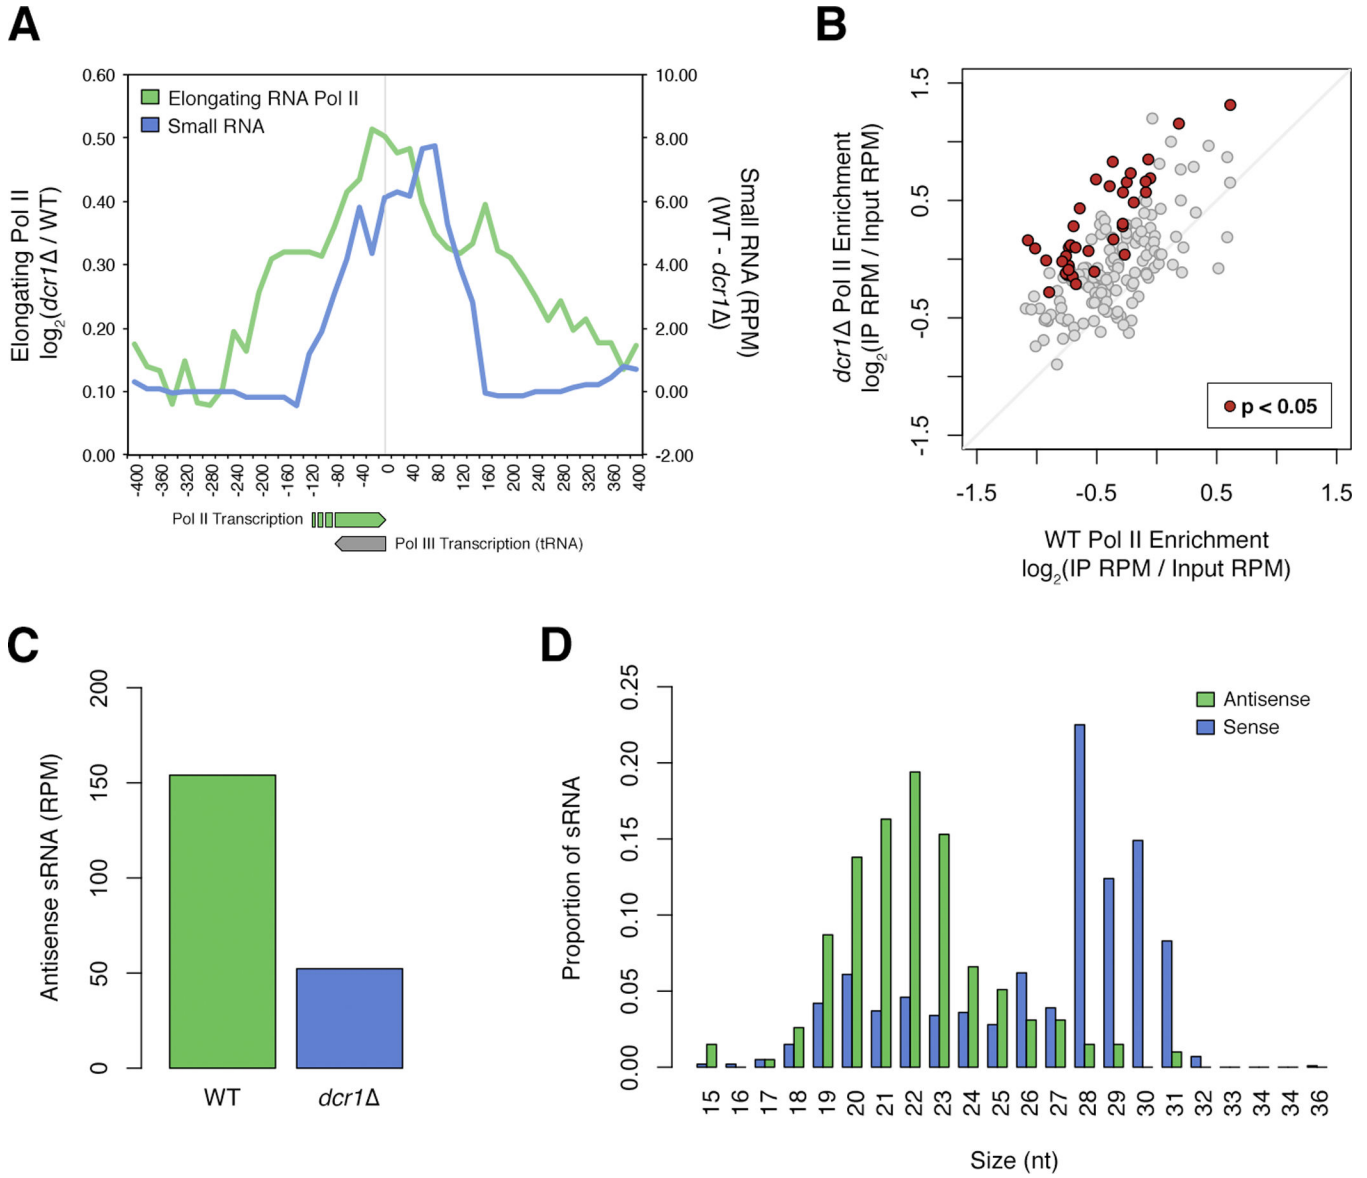 A
0.60
0.50
0.40
0.30
0.20
0.10
0.00
Elongating Pol II
log2(dcr1Δ / WT)
Elongating RNA Pol II
Small RNA
10.00
8.00
6.00
4.00
2.00
0.00
-2.00
Small RNA (RPM)
(WT - dcr1Δ)
-400 -360 -320 -280 -240 -200 -160 -120 -80 -40 0 40 80 120 160 200 240 280 320 360 400
Pol II Transcription
Pol III Transcription (tRNA)
B
1.5
0.5
-0.5
-1.5
dcr1Δ Pol II Enrichment
log2(IP RPM / Input RPM)
p < 0.05
-1.5 -0.5 0.5 1.5
WT Pol II Enrichment
log2(IP RPM / Input RPM)
C
200
150
100
50
0
Antisense sRNA (RPM)
WT dcr1Δ
D
0.25
0.20
0.15
0.10
0.05
0.00
Proportion of sRNA
Antisense
Sense
15 16 17 18 19 20 21 22 23 24 25 26 27 28 29 30 31 32 33 34 34 36
Size (nt)